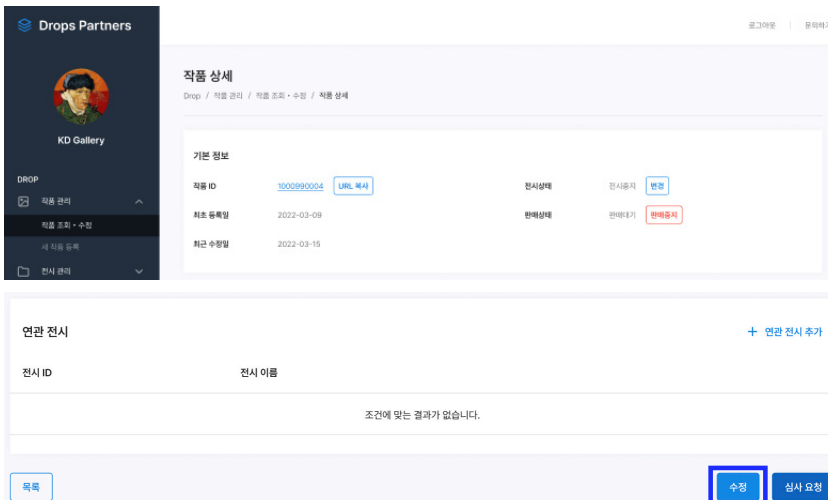 Drops Partners
로그아웃
문의하기
KD Gallery
DROP
작품 관리
작품 조회・수정
새 작품 등록
전시 관리
작품 상세
Drop / 작품 관리 / 작품 조회・수정 / 작품 상세
기본 정보
작품 ID 1000990004 URL 복사 전시상태 전시중지 변경
최초 등록일 2022-03-09 판매상태 판매대기 판매중지
최근 수정일 2022-03-15
연관 전시 + 연관 전시 추가
전시 ID 전시 이름
조건에 맞는 결과가 없습니다.
목록 수정 심사 요청